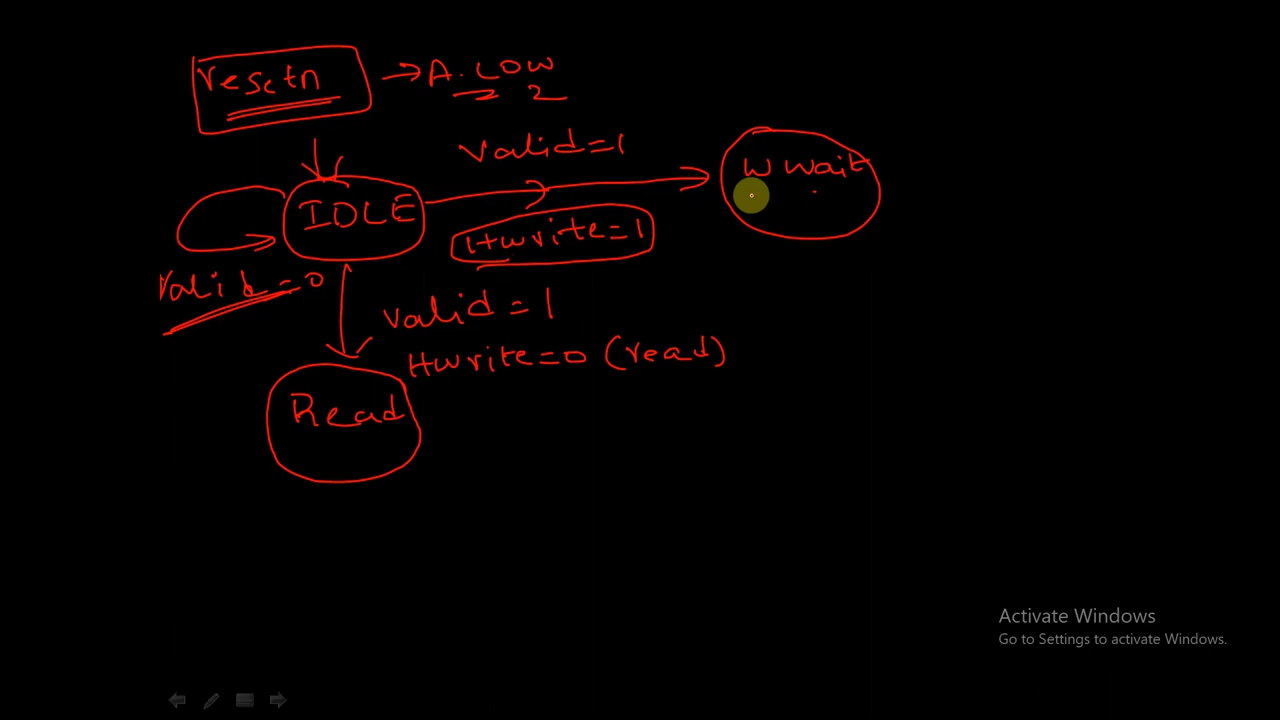 resetn → A.LOW
Valid=1
W Wait
IDLE
Hwrite=1
Valid=0
Valid=1
Hwrite=0 (read)
Read
Activate Windows
Go to Settings to activate Windows.